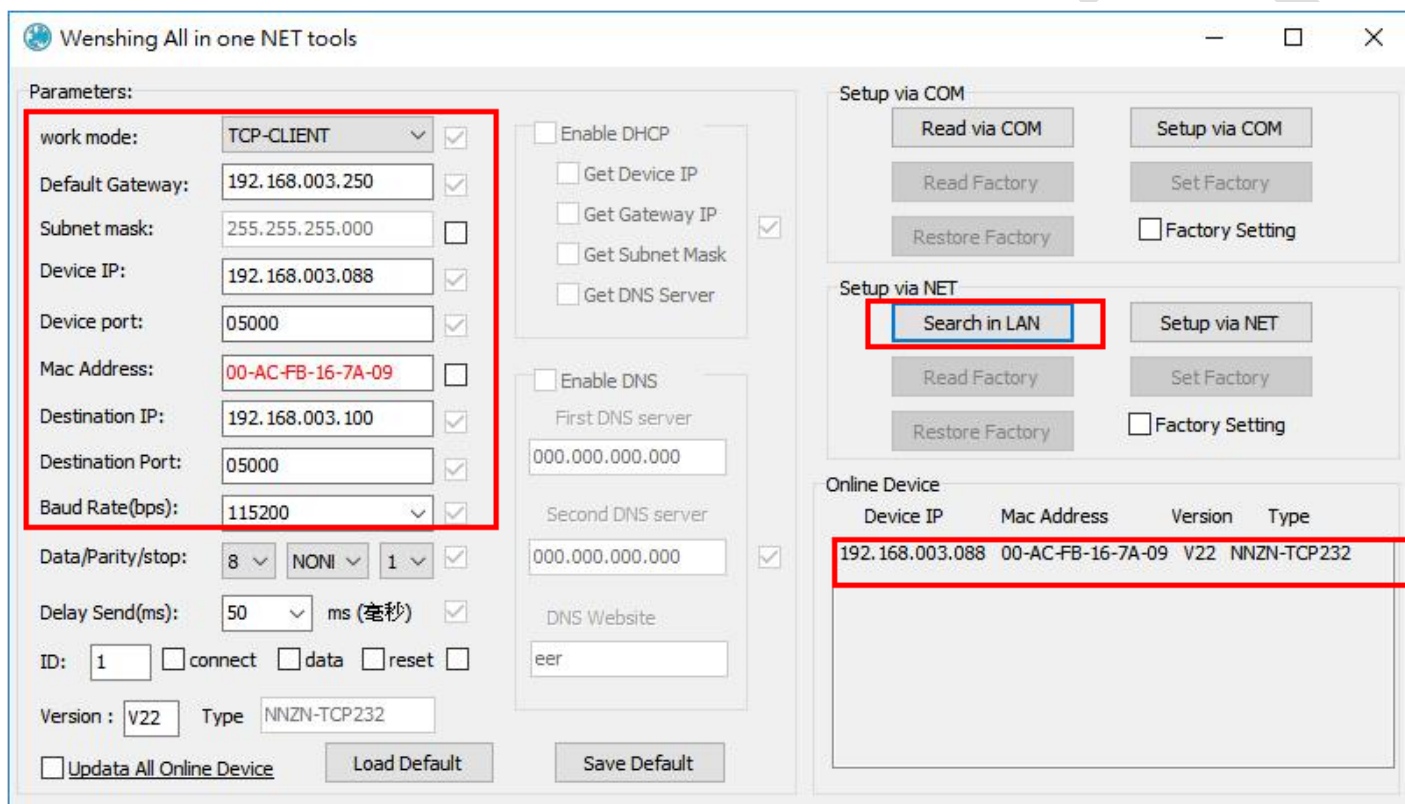 Wenshing All in one NET tools
Parameters:
work mode: TCP-CLIENT
Default Gateway: 192.168.003.250
Subnet mask: 255.255.255.000
Device IP: 192.168.003.088
Device port: 05000
Mac Address: 00-AC-FB-16-7A-09
Destination IP: 192.168.003.100
Destination Port: 05000
Baud Rate(bps): 115200
Data/Parity/stop: 8 NONI 1
Delay Send(ms): 50 ms (毫秒)
ID: 1 connect data reset
Version : V22 Type NNZN-TCP232
Updata All Online Device Load Default Save Default
Enable DHCP
Get Device IP
Get Gateway IP
Get Subnet Mask
Get DNS Server
Enable DNS
First DNS server
000.000.000.000
Second DNS server
000.000.000.000
DNS Website
eer
Setup via COM
Read via COM Setup via COM
Read Factory Set Factory
Restore Factory Factory Setting
Setup via NET
Search in LAN Setup via NET
Read Factory Set Factory
Restore Factory Factory Setting
Online Device
Device IP Mac Address Version Type
192.168.003.088 00-AC-FB-16-7A-09 V22 NNZN-TCP232